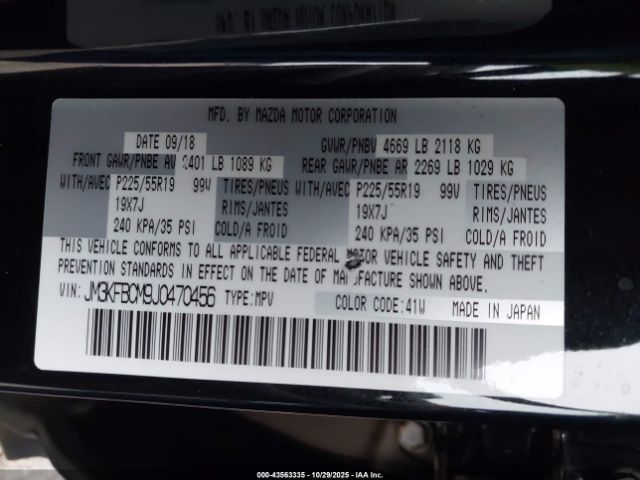 MFD. BY MAZDA MOTOR CORPORATION
DATE 09/18 GVWR/PNBV 4669 LB 2118 KG
FRONT GAWR/PNBE AV 2401 LB 1089 KG REAR GAWR/PNBE AR 2269 LB 1029 KG
WITH/AVEC P225/55R19 99V TIRES/PNEUS WITH/AVEC P225/55R19 99V TIRES/PNEUS
19X7J RIMS/JANTES 19X7J RIMS/JANTES
240 KPA/35 PSI COLD/A FROID 240 KPA/35 PSI COLD/A FROID
THIS VEHICLE CONFORMS TO ALL APPLICABLE FEDERAL MOTOR VEHICLE SAFETY AND THEFT
PREVENTION STANDARDS IN EFFECT ON THE DATE OF MANUFACTURE SHOWN ABOVE.
VIN: JM3KFBCM9J0470456 TYPE:MPV COLOR CODE:41W MADE IN JAPAN
000-43563335 - 10/29/2025 - IAA Inc.